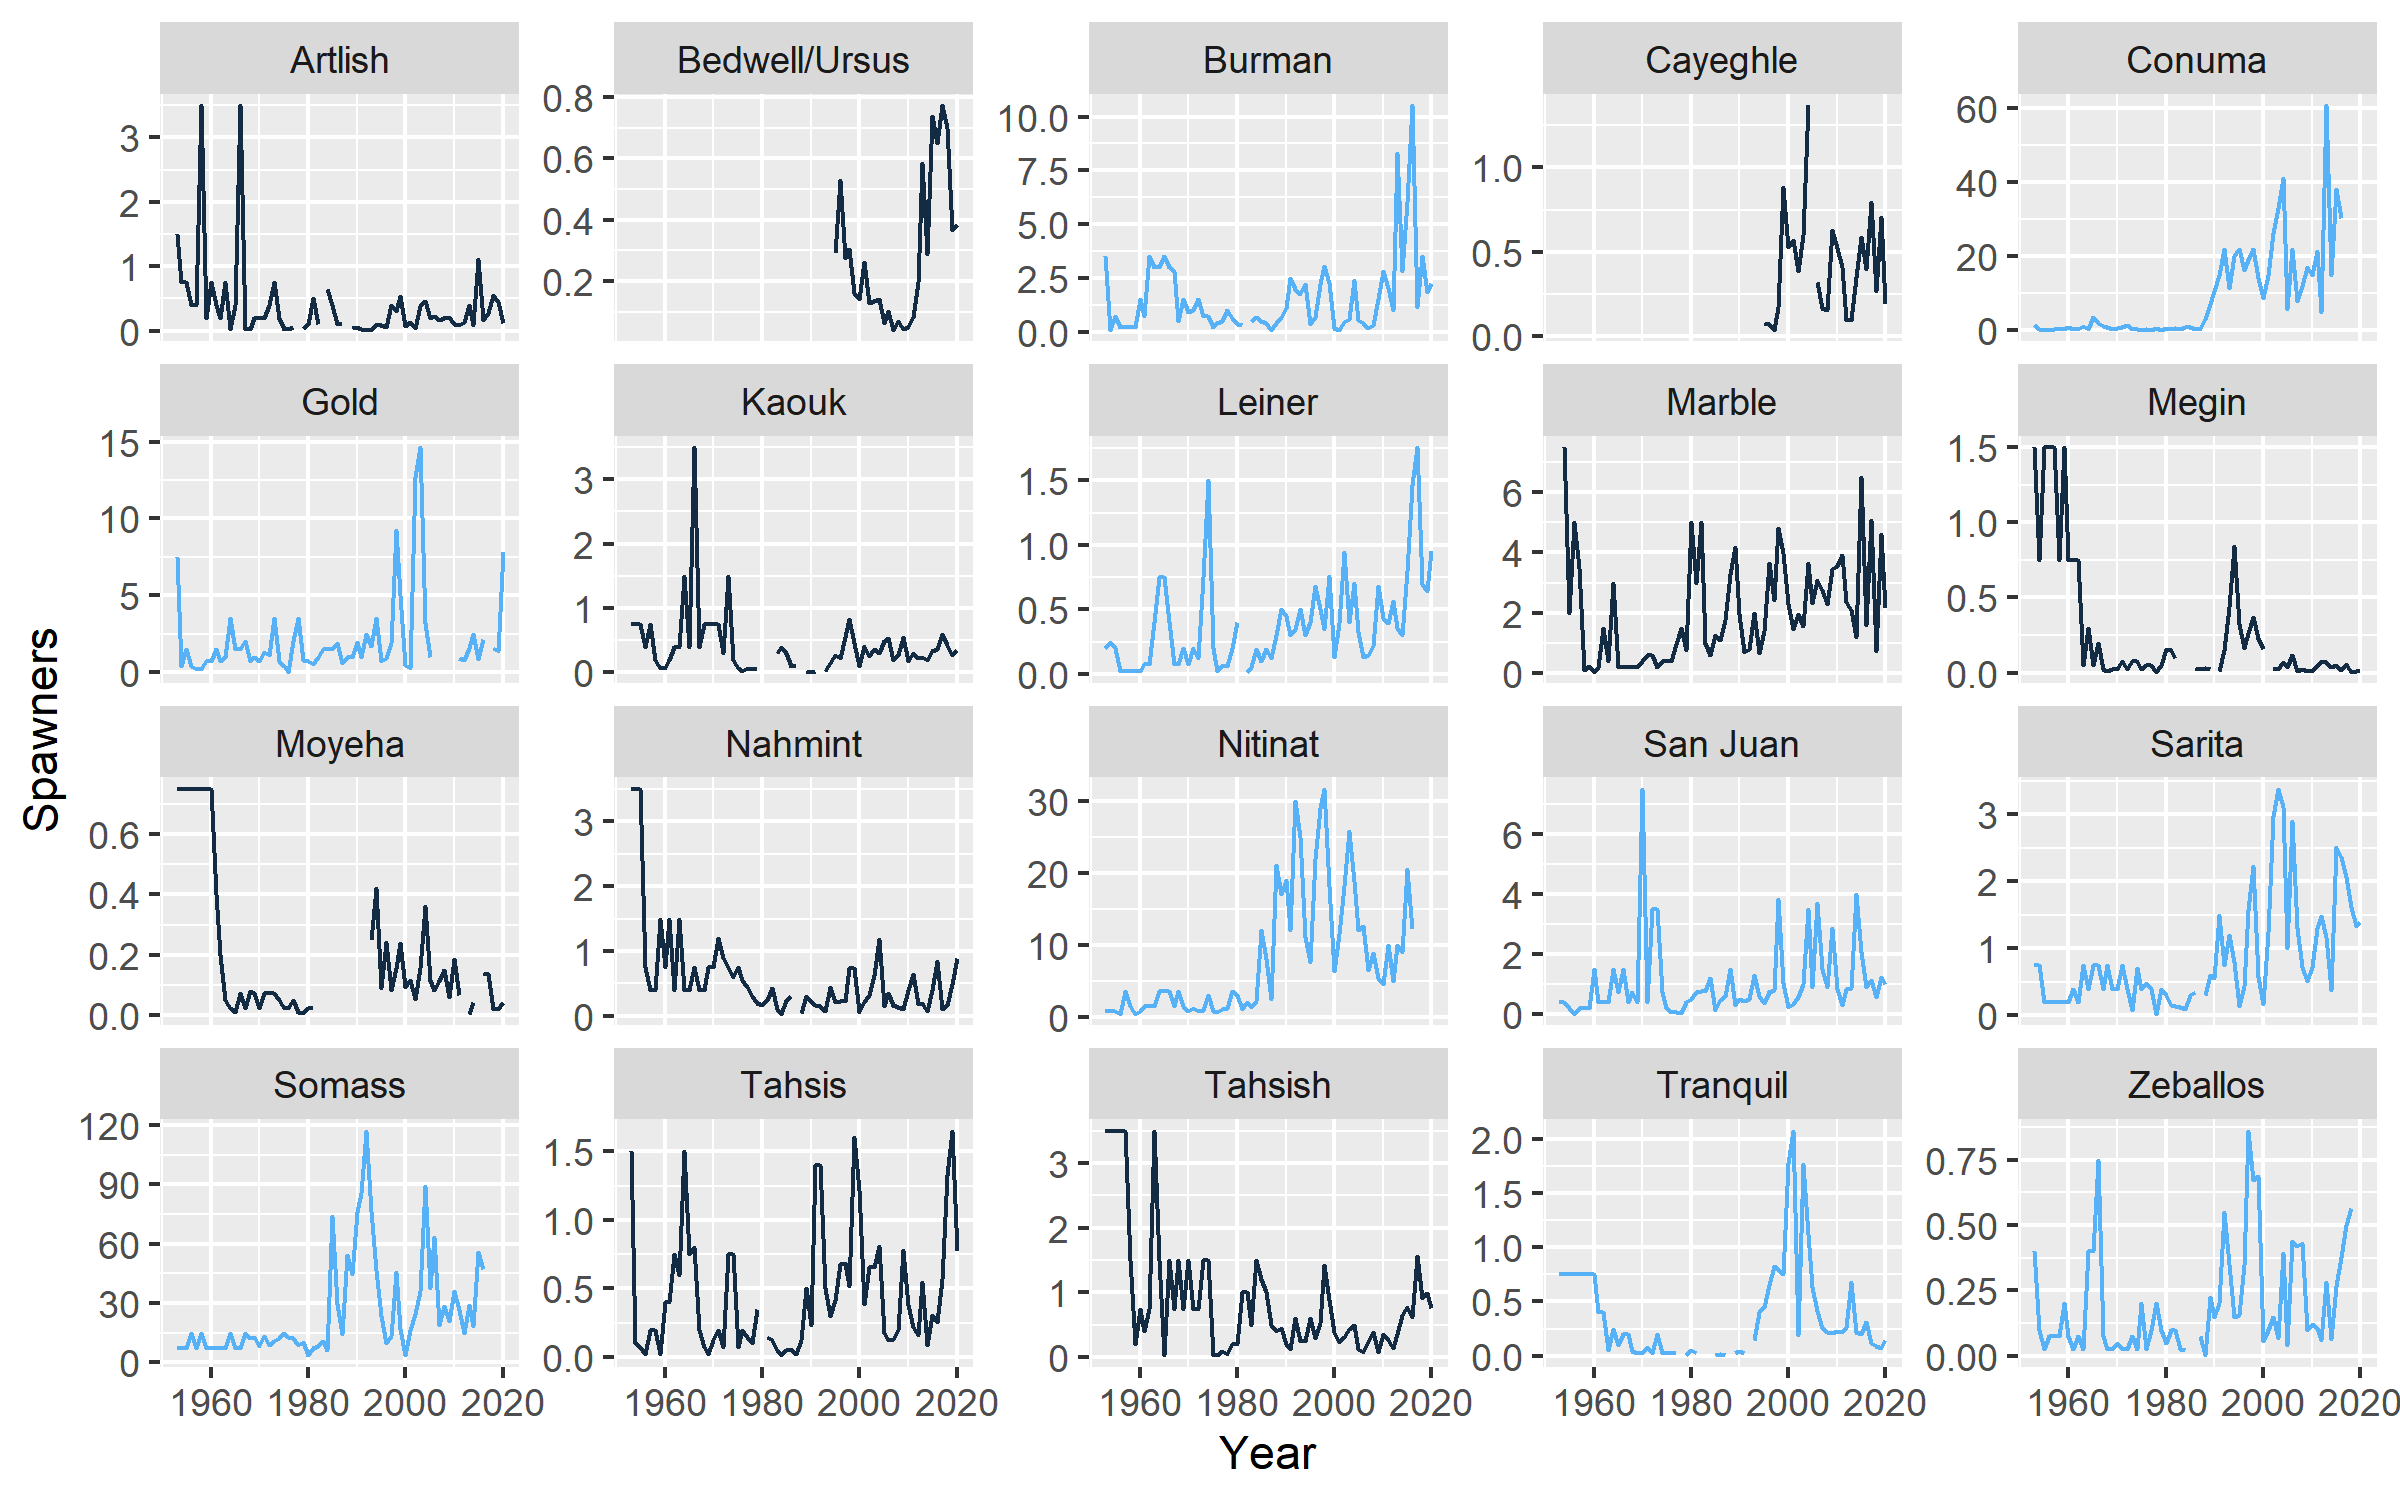 Artlish Bedwell/Ursus Burman Cayeghle Conuma
3 2 1 0
0.8 0.6 0.4 0.2
10.0 7.5 5.0 2.5 0.0
1.0 0.5 0.0
60 40 20 0
Gold Kaouk Leiner Marble Megin
15 10 5 0
3 2 1 0
1.5 1.0 0.5 0.0
6 4 2 0
1.5 1.0 0.5 0.0
Moyeha Nahmint Nitinat San Juan Sarita
0.6 0.4 0.2 0.0
3 2 1 0
30 20 10 0
6 4 2 0
3 2 1 0
Somass Tahsis Tahsish Tranquil Zeballos
120 90 60 30 0
1.5 1.0 0.5 0.0
3 2 1 0
2.0 1.5 1.0 0.5 0.0
0.75 0.50 0.25 0.00
1960 1980 2000 2020 1960 1980 2000 2020 1960 1980 2000 2020 1960 1980 2000 2020 1960 1980 2000 2020
Year
Spawners